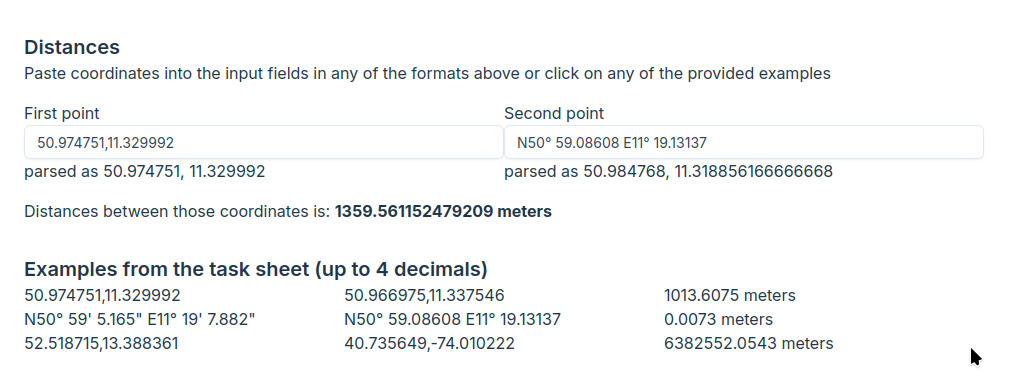 Distances
Paste coordinates into the input fields in any of the formats above or click on any of the provided examples
First point Second point
50.974751,11.329992 N50° 59.08608 E11° 19.13137
parsed as 50.974751, 11.329992 parsed as 50.984768, 11.318856166666668
Distances between those coordinates is: 1359.561152479209 meters
Examples from the task sheet (up to 4 decimals)
50.974751,11.329992 50.966975,11.337546 1013.6075 meters
N50° 59' 5.165" E11° 19' 7.882" N50° 59.08608 E11° 19.13137 0.0073 meters
52.518715,13.388361 40.735649,-74.010222 6382552.0543 meters